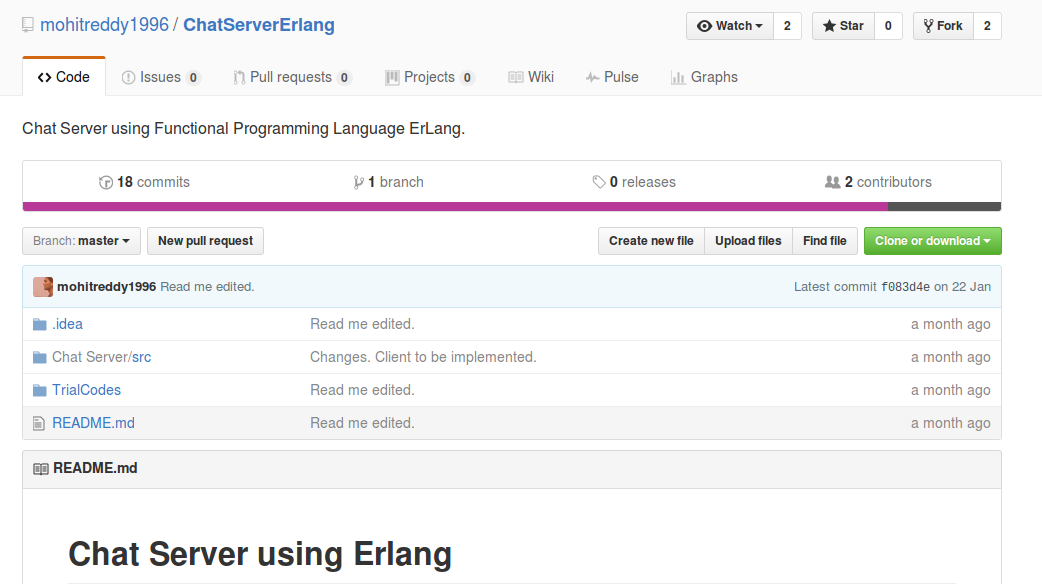 mohitreddy1996 / ChatServerErlang
Watch 2 Star 0 Fork 2
Code Issues 0 Pull requests 0 Projects 0 Wiki Pulse Graphs
Chat Server using Functional Programming Language ErLang.
18 commits 1 branch 0 releases 2 contributors
Branch: master New pull request Create new file Upload files Find file Clone or download
mohitreddy1996 Read me edited. Latest commit f083d4e on 22 Jan
.idea Read me edited. a month ago
Chat Server/src Changes. Client to be implemented. a month ago
TrialCodes Read me edited. a month ago
README.md Read me edited. a month ago
README.md
Chat Server using Erlang